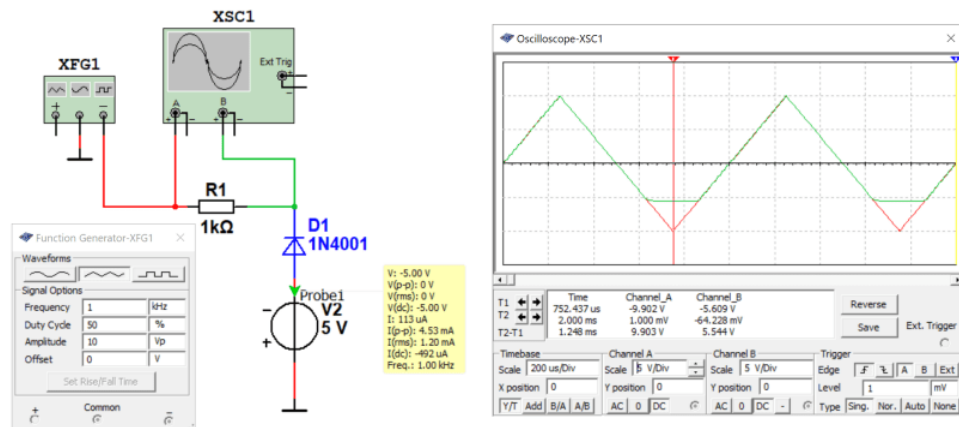 XSC1
XFG1
Ext Trig
+
-
A
B
+ - + -
+ -
R1
1kΩ
D1
1N4001
Probe1
V2
5 V
-
+
V: -5.00 V
V(p-p): 0 V
V(rms): 0 V
V(dc): -5.00 V
I: 113 uA
I(p-p): 4.53 mA
I(rms): 1.20 mA
I(dc): -492 uA
Freq.: 1.00 kHz
Function Generator-XFG1
Waveforms
Signal Options
Frequency 1 kHz
Duty Cycle 50 %
Amplitude 10 Vp
Offset 0 V
Set Rise/Fall Time
+ Common -
Oscilloscope-XSC1
Time Channel_A Channel_B
T1 752.437 us -9.902 V -5.609 V
T2 2.000 ms 1.000 mV -64.228 mV
T2-T1 1.248 ms 9.903 V 5.544 V
Reverse
Save
Ext. Trigger
Timebase
Scale 200 us/Div
X position 0
Y/T Add B/A A/B
Channel A
Scale 5 V/Div
Y position 0
AC 0 DC
Channel B
Scale 5 V/Div
Y position 0
AC 0 DC -
Trigger
Edge A B Ext
Level 1 mV
Type Sing. Nor. Auto None